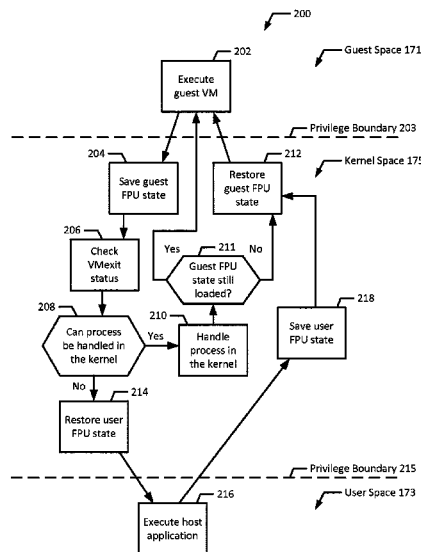 200
202
Guest Space 171
Execute
guest VM
Privilege Boundary 203
204
212
Kernel Space 175
Save guest
FPU state
Restore
guest FPU
state
206
Check
VMexit
status
Yes
211
No
Guest FPU
state still
loaded?
208
210
218
Can process
be handled in
the kernel
Yes
Handle
process in
the kernel
Save user
FPU state
No
214
Restore user
FPU state
Privilege Boundary 215
216
User Space 173
Execute host
application